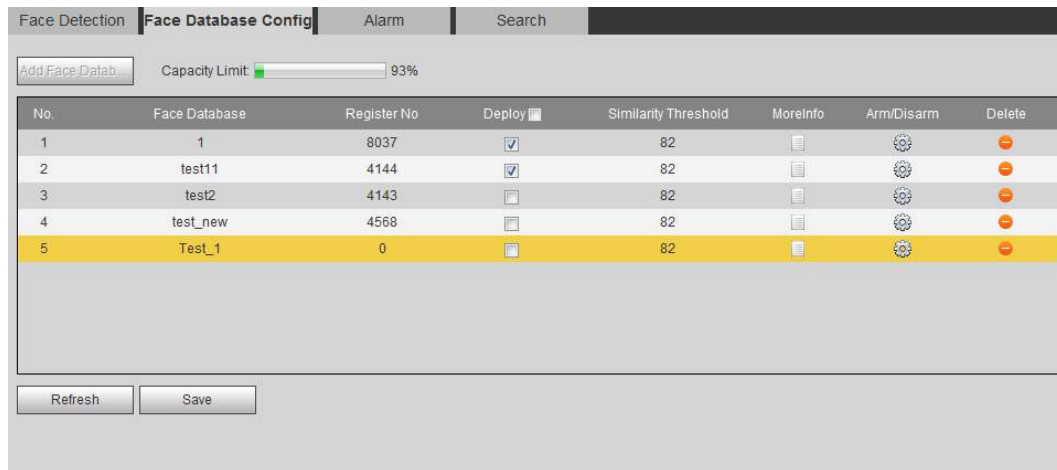 Face Detection Face Database Config Alarm Search
Add Face Datab... Capacity Limit: 93%
No. Face Database Register No Deploy Similarity Threshold MoreInfo Arm/Disarm Delete
1 1 8037 82
2 test11 4144 82
3 test2 4143 82
4 test_new 4568 82
5 Test_1 0 82
Refresh Save